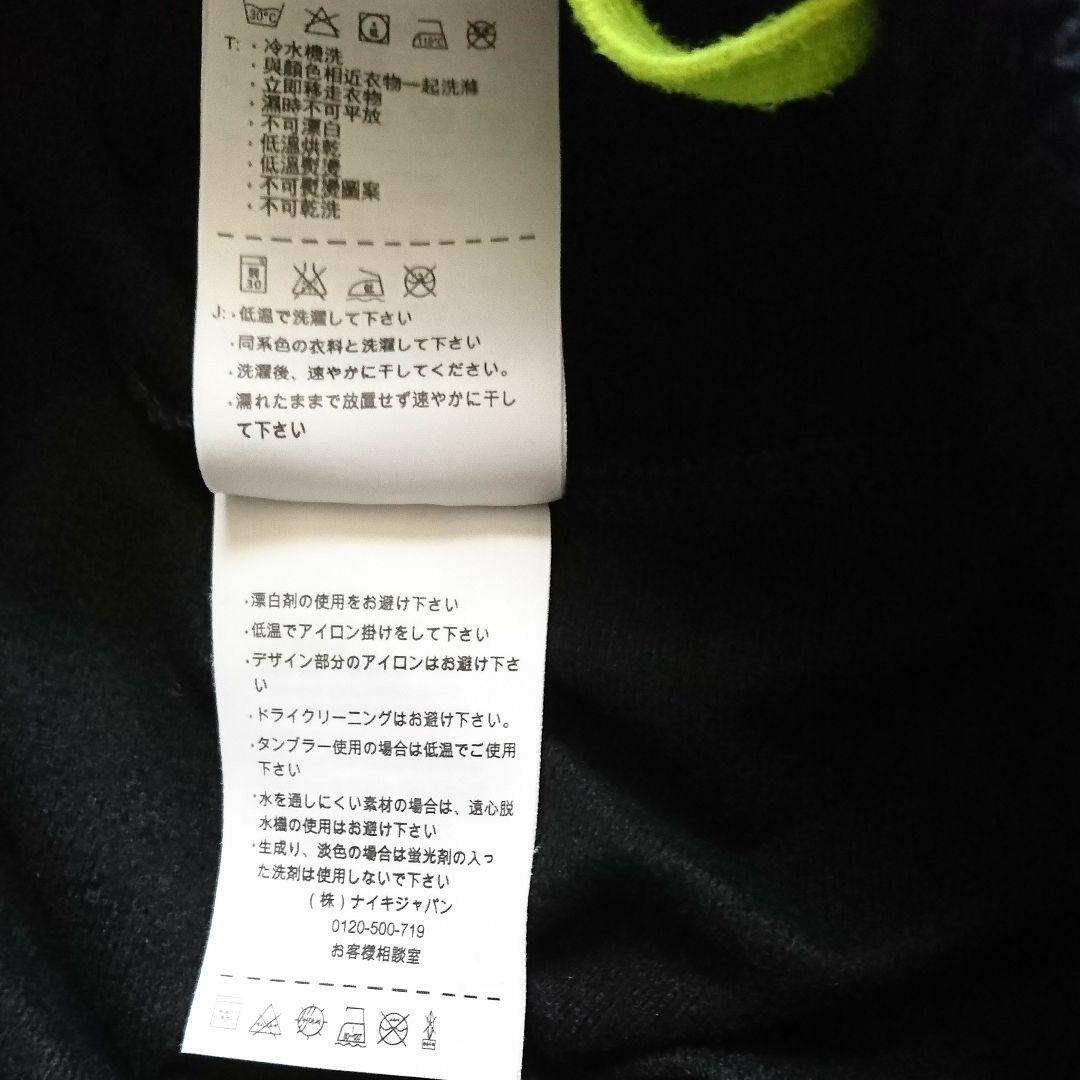 30°C
低
110°C
T: ・冷水機洗
・與顏色相近衣物一起洗滌
・立即移走衣物
・濕時不可平放
・不可漂白
・低溫烘乾
・低溫熨燙
・不可熨燙圖案
・不可乾洗
弱
30
低
J: ・低温で洗濯して下さい
・同系色の衣料と洗濯して下さい
・洗濯後、速やかに干してください。
・濡れたままで放置せず速やかに干し
て下さい
・漂白剤の使用をお避け下さい
・低温でアイロン掛けをして下さい
・デザイン部分のアイロンはお避け下さ
い
・ドライクリーニングはお避け下さい。
・タンブラー使用の場合は低温でご使用
下さい
・水を通しにくい素材の場合は、遠心脱
水機の使用はお避け下さい
・生成り、淡色の場合は蛍光剤の入っ
た洗剤は使用しないで下さい
(株)ナイキジャパン
0120-500-719
お客様相談室